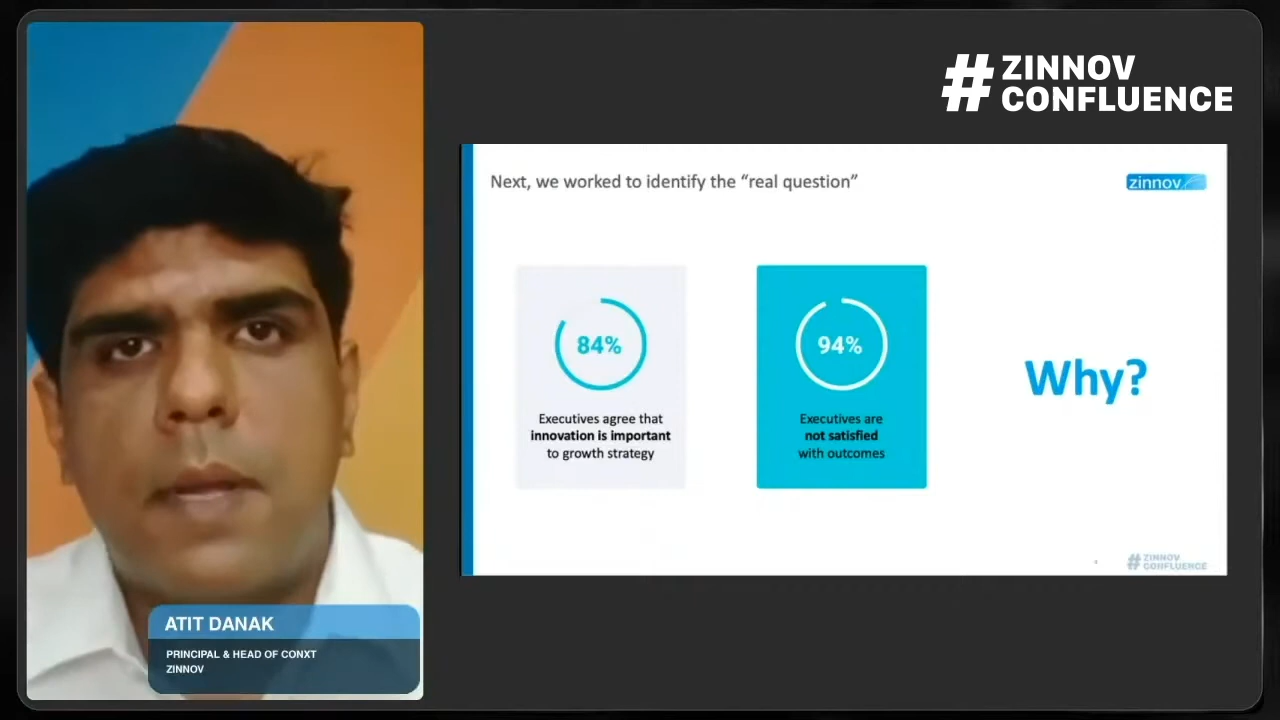 # ZINNOV
CONFLUENCE
Next, we worked to identify the “real question”
zinnov
84%
Executives agree that
innovation is important
to growth strategy
94%
Executives are
not satisfied
with outcomes
Why?
# ZINNOV
CONFLUENCE
ATIT DANAK
PRINCIPAL & HEAD OF CONXT
ZINNOV